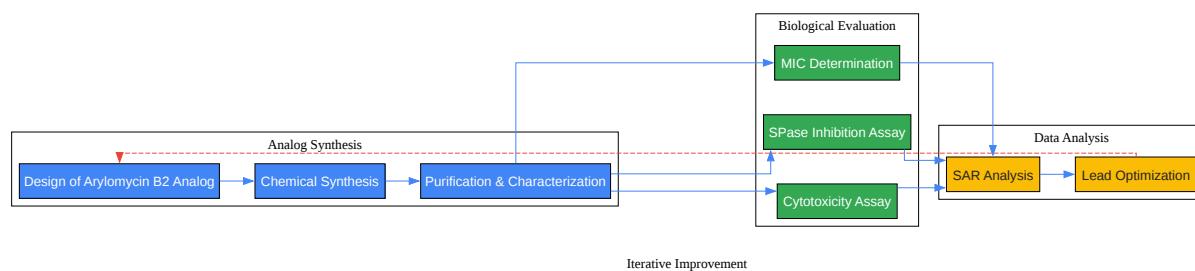 Biological Evaluation
MIC Determination
SPase Inhibition Assay
Cytotoxicity Assay
Analog Synthesis
Design of Arylomycin B2 Analog
Chemical Synthesis
Purification & Characterization
Data Analysis
SAR Analysis
Lead Optimization
Iterative Improvement